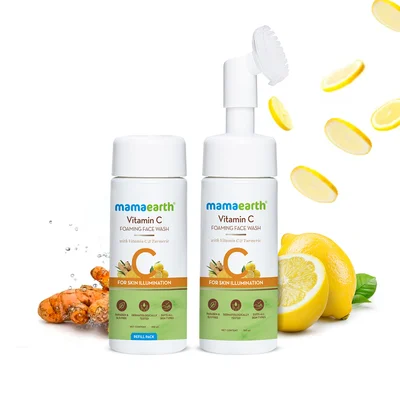 mamaearth
Vitamin C
FOAMING FACE WASH
with Vitamin C & Turmeric
C
FOR SKIN ILLUMINATION
REFILL PACK
mamaearth
Vitamin C
FOAMING FACE WASH
with Vitamin C & Turmeric
C
FOR SKIN ILLUMINATION